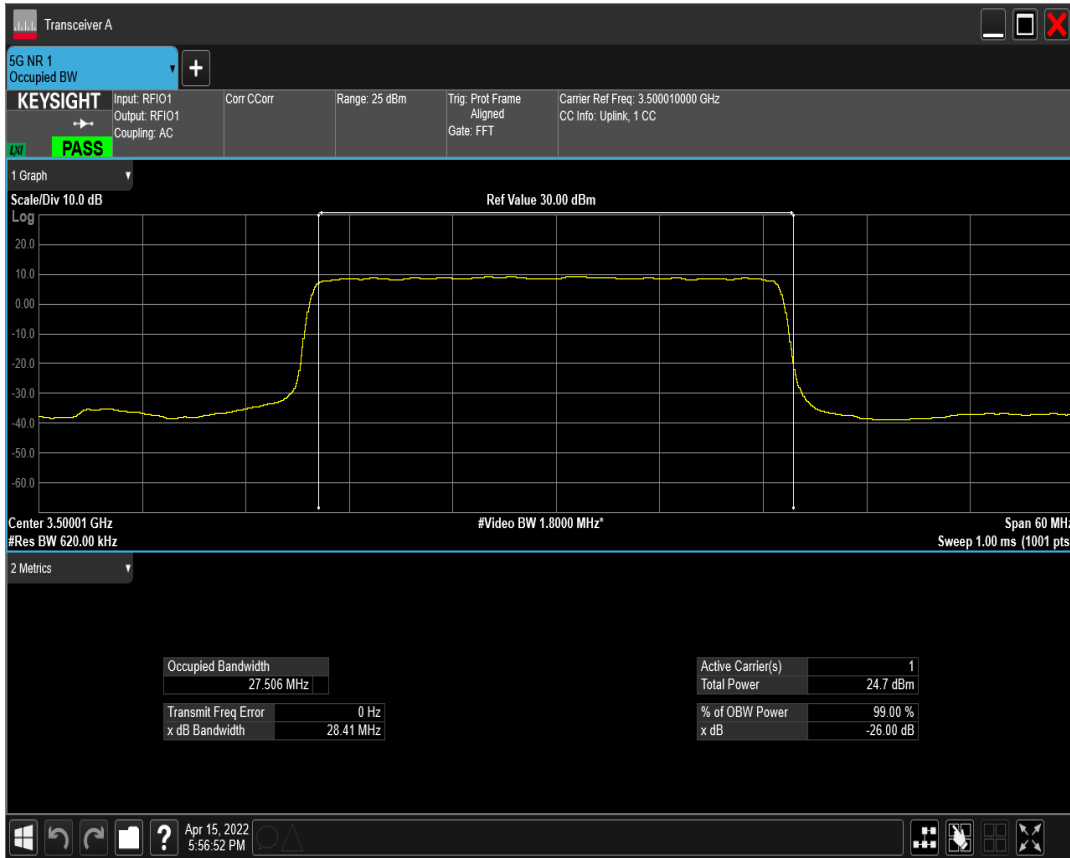 Transceiver A
5G NR 1
Occupied BW
+
KEYSIGHT
LXI
PASS
Input: RFIO1
Output: RFIO1
Coupling: AC
Corr CCorr
Range: 25 dBm
Trig: Prot Frame
Aligned
Gate: FFT
Carrier Ref Freq: 3.500010000 GHz
CC Info: Uplink, 1 CC
1 Graph
Scale/Div 10.0 dB
Ref Value 30.00 dBm
Log
20.0
10.0
0.00
-10.0
-20.0
-30.0
-40.0
-50.0
-60.0
Center 3.50001 GHz
#Video BW 1.8000 MHz*
Span 60 MHz
#Res BW 620.00 kHz
Sweep 1.00 ms (1001 pts
2 Metrics
Occupied Bandwidth
27.506 MHz
Transmit Freq Error 0 Hz
x dB Bandwidth 28.41 MHz
Active Carrier(s) 1
Total Power 24.7 dBm
% of OBW Power 99.00 %
x dB -26.00 dB
?
Apr 15, 2022
5:56:52 PM